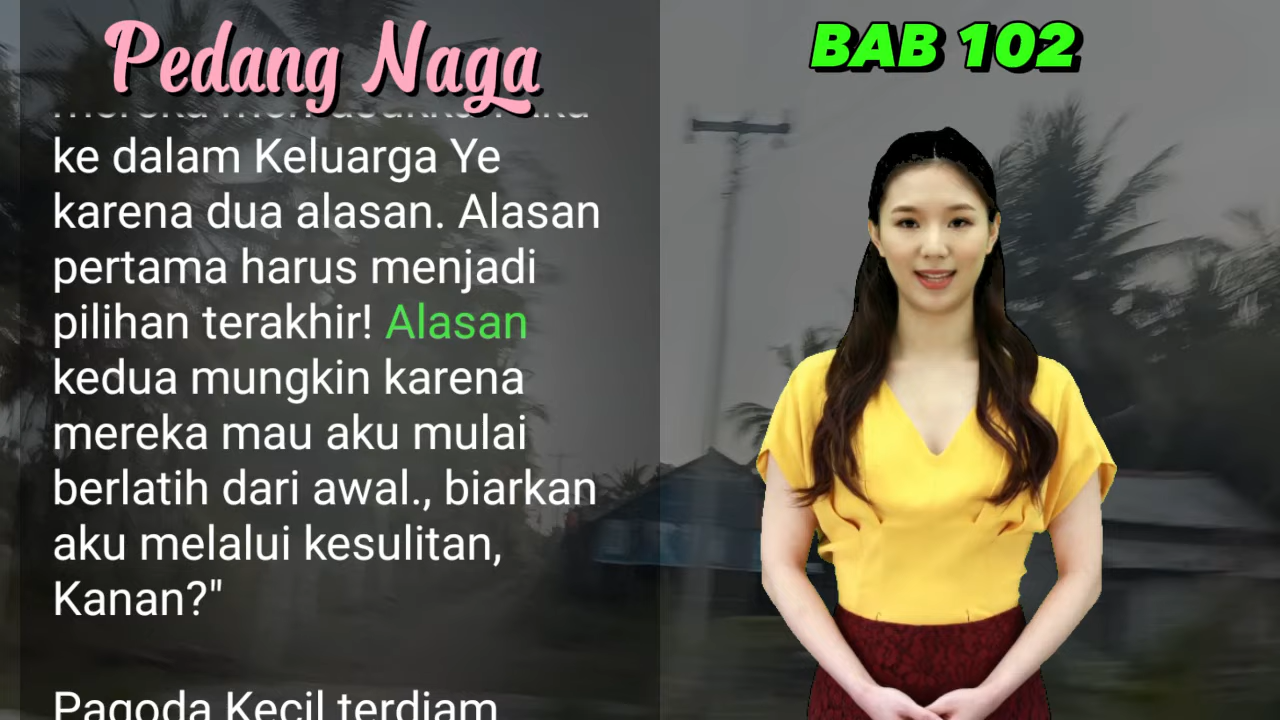 Pedang Naga
BAB 102
ke dalam Keluarga Ye
karena dua alasan. Alasan
pertama harus menjadi
pilihan terakhir! Alasan
kedua mungkin karena
mereka mau aku mulai
berlatih dari awal., biarkan
aku melalui kesulitan,
Kanan?"
Pagoda Kecil terdiam